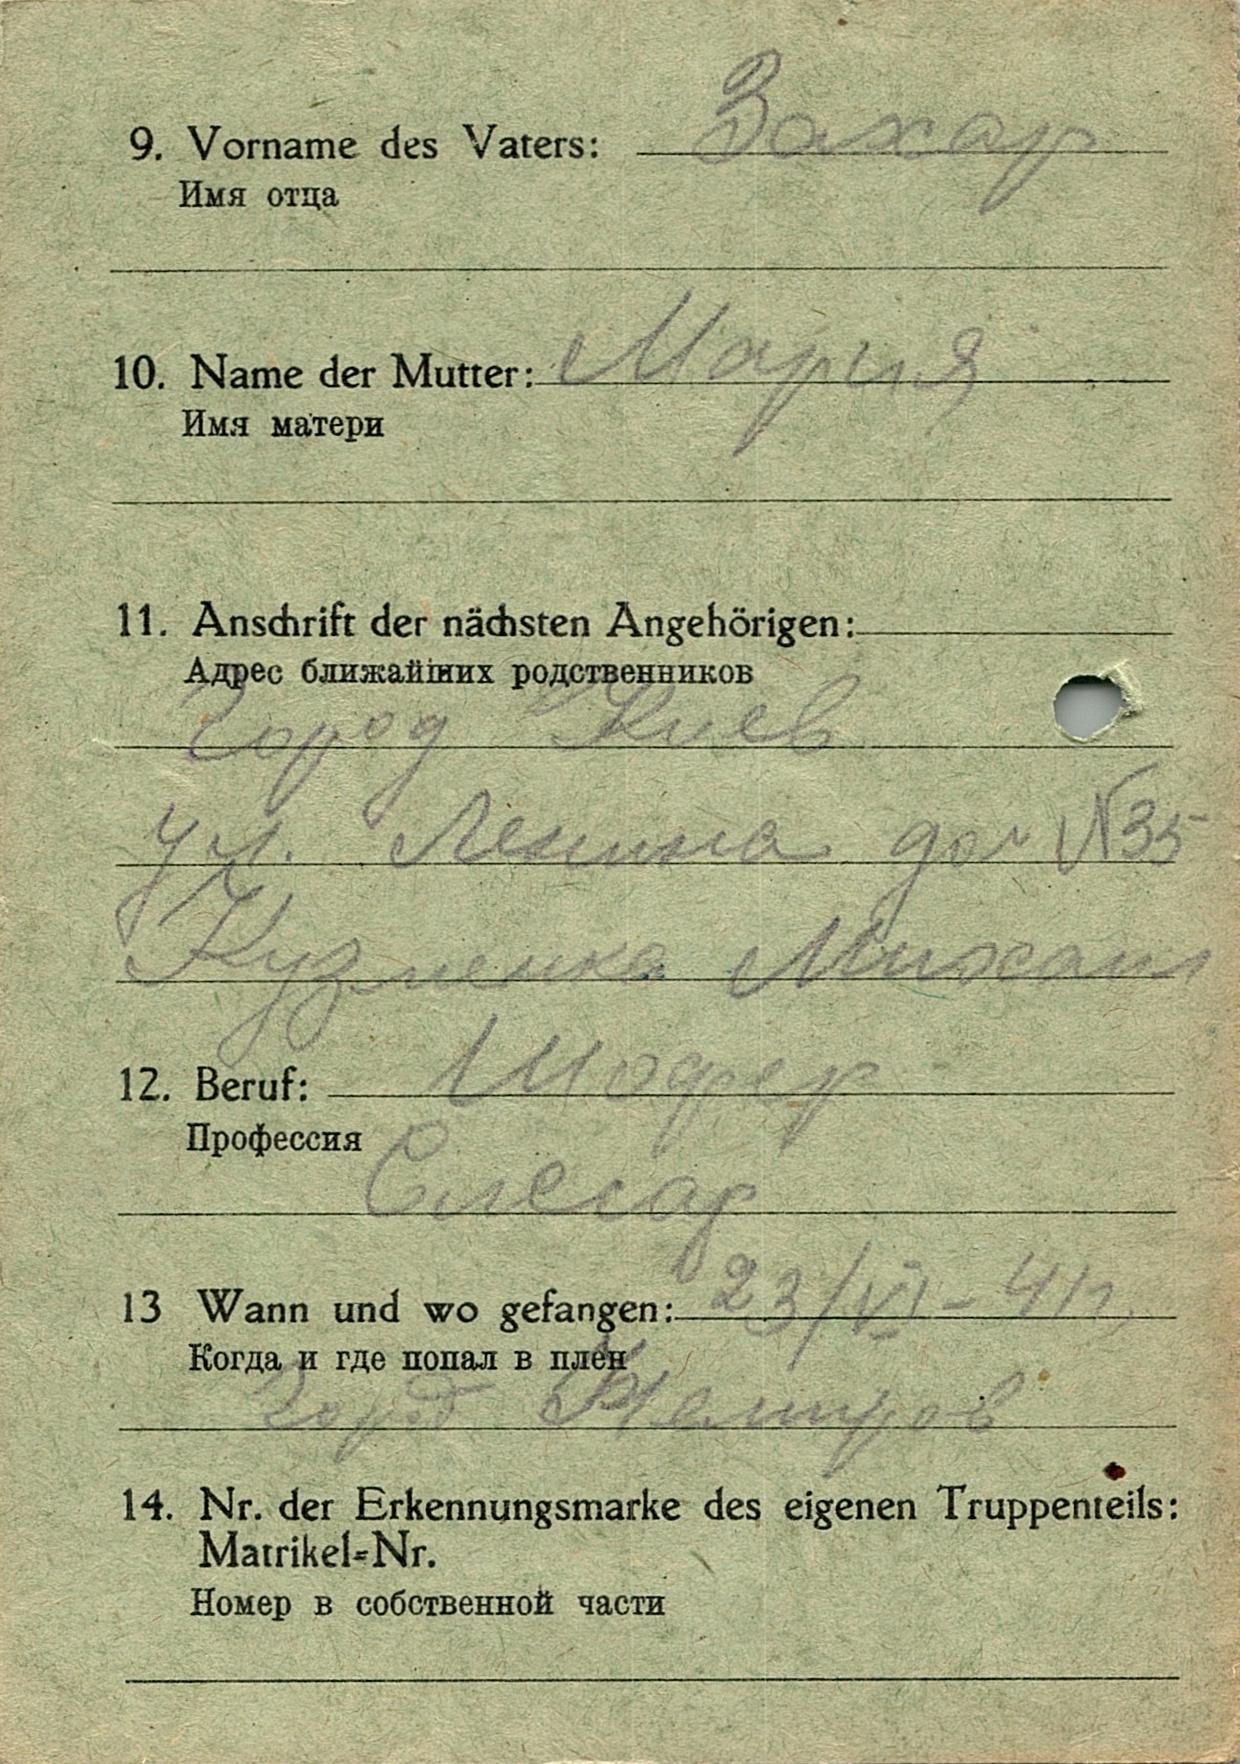 9. Vorname des Vaters: Захар
Имя отца
10. Name der Mutter: Мария
Имя матери
11. Anschrift der nächsten Angehörigen:
Адрес ближайших родственников
Город Киев
ул. Ленина дом №35
Кузменка Михаил
12. Beruf: Шофер
Профессия
Слесар
13 Wann und wo gefangen: 23/VI-41г.
Когда и где попал в плен
Город Немиров
14. Nr. der Erkennungsmarke des eigenen Truppenteils:
Matrikel-Nr.
Номер в собственной части